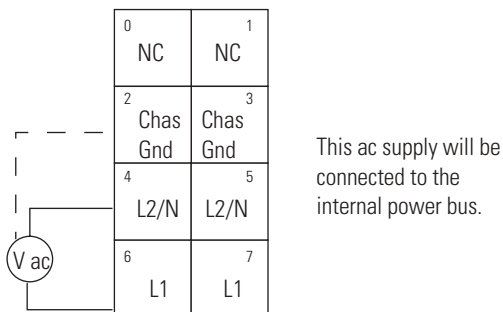 0 1
NC NC
2 3
Chas Chas
Gnd Gnd
This ac supply will be
connected to the
internal power bus.
4 5
L2/N L2/N
V ac
6 7
L1 L1